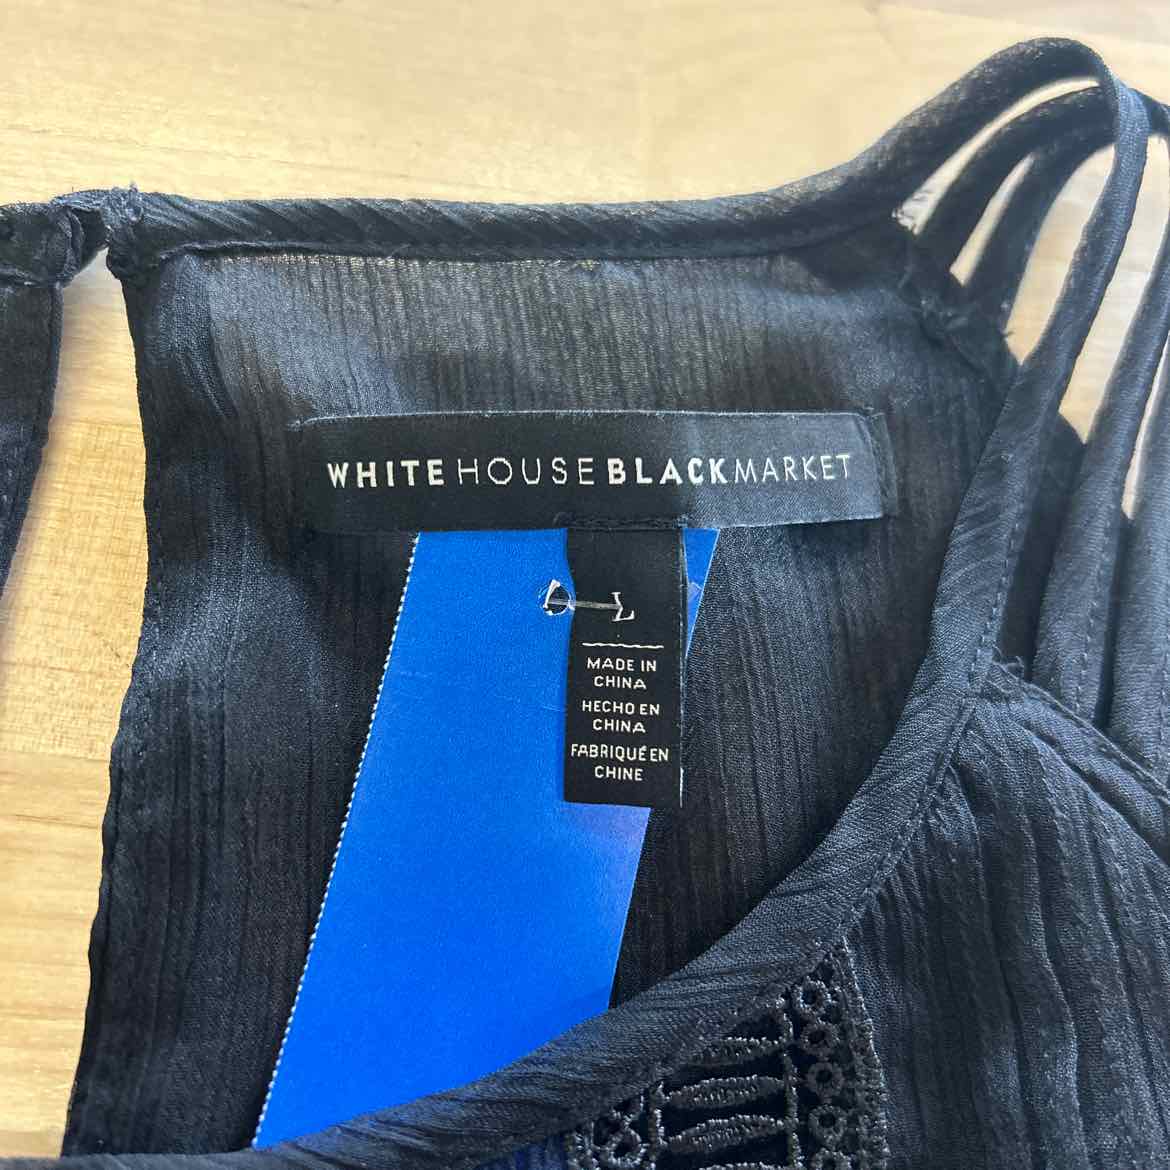 WHITE HOUSE BLACK MARKET
L
MADE IN
CHINA
HECHO EN
CHINA
FABRIQUÉ EN
CHINE